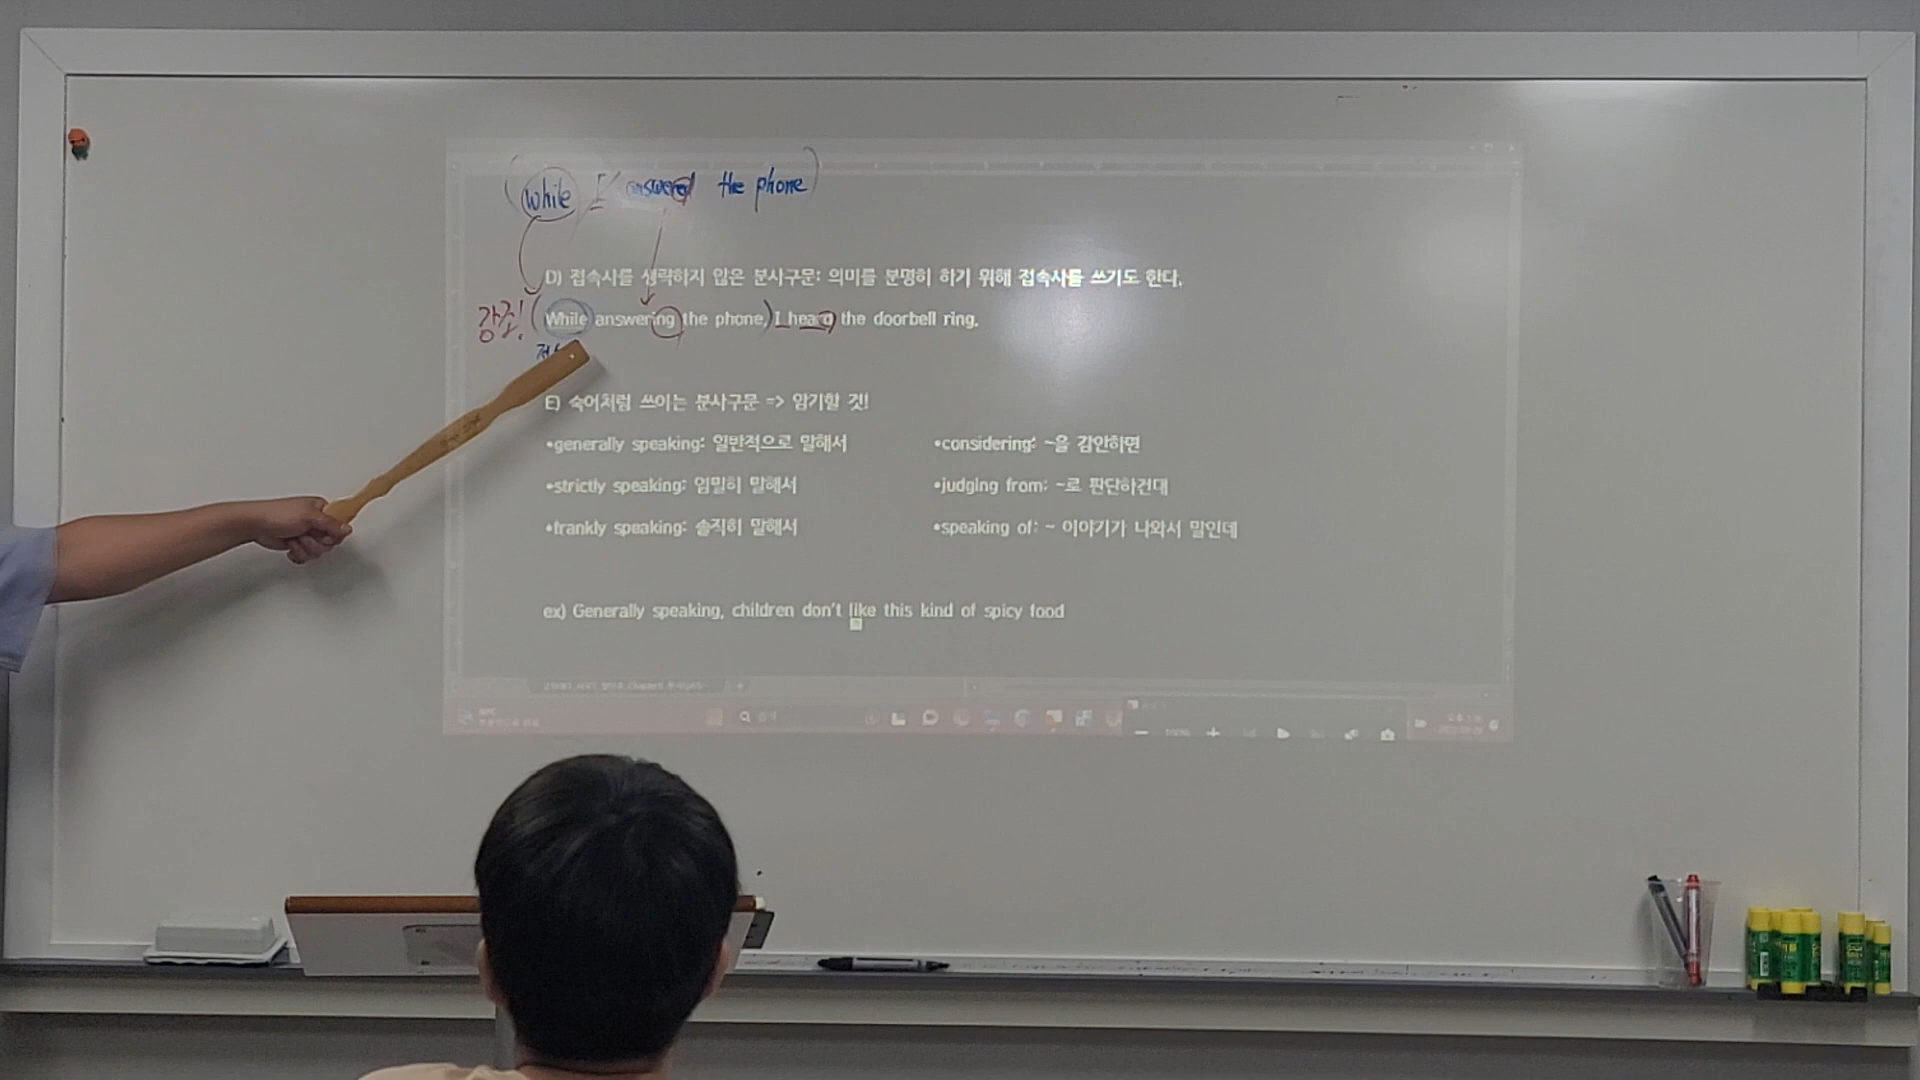 (while I answered the phone)
D) 접속사를 생략하지 않은 분사구문: 의미를 분명히 하기 위해 접속사를 쓰기도 한다.
강조! (While answering the phone) I heard the doorbell ring.
E) 숙어처럼 쓰이는 분사구문 => 암기할 것!
•generally speaking: 일반적으로 말해서
•considering: ~을 감안하면
•strictly speaking: 엄밀히 말해서
•judging from: ~로 판단하건대
•frankly speaking: 솔직히 말해서
•speaking of: ~ 이야기가 나와서 말인데
ex) Generally speaking, children don't like this kind of spicy food
검색
100%